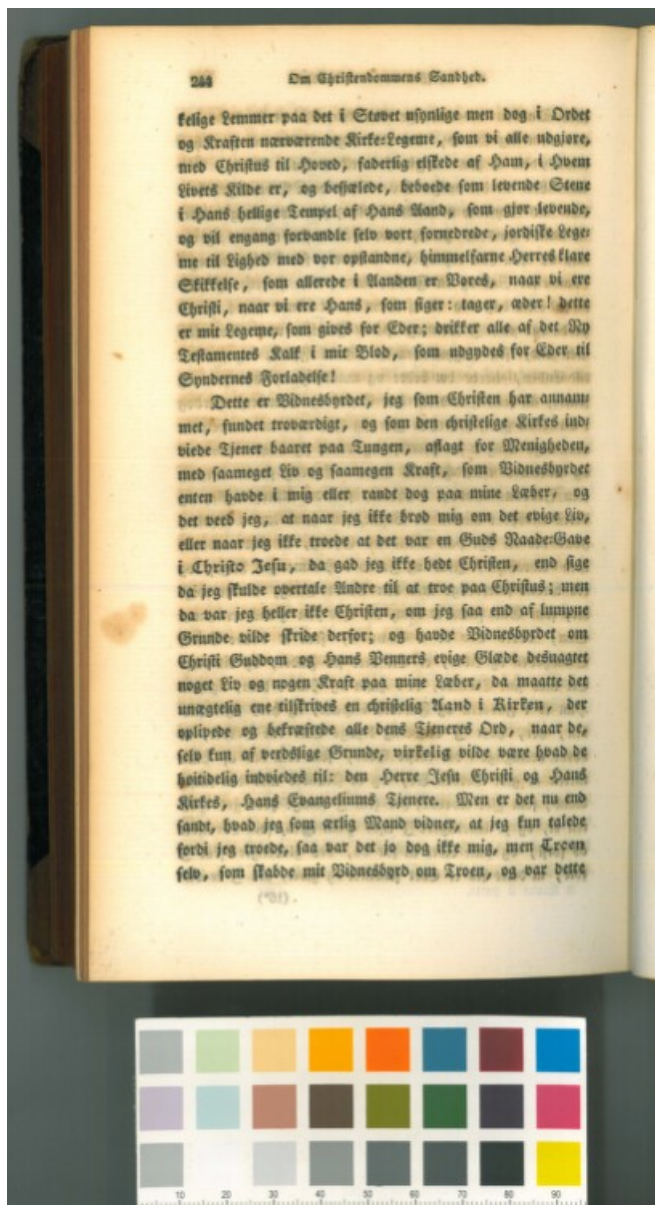 244 Om Christendommens Sandhed.
kelige Lemmer paa det i Støvet usynlige men dog i Ordet
og Kraften nærværende Kirke-Legeme, som vi alle udgjøre,
med Christus til Hoved, faderlig elskede af Ham, i Hvem
Livets Kilde er, og besjælede, beboede som levende Stene
i Hans hellige Tempel af Hans Aand, som gjør levende,
og vil engang forvandle selv vort fornedrede, jordiske Lege-
me til Lighed med vor opstandne, himmelfarne Herres klare
Skikkelse, som allerede i Aanden er Vores, naar vi ere
Christi, naar vi ere Hans, som siger: tager, æder! dette
er mit Legeme, som gives for Eder; drikker alle af det Ny
Testamentes Kalk i mit Blod, som udgydes for Eder til
Syndernes Forladelse!
Dette er Vidnesbyrdet, jeg som Christen har annam-
met, fundet troværdigt, og som den christelige Kirkes ind-
viede Tjener baaret paa Tungen, aflagt for Menigheden,
med saameget Liv og saamegen Kraft, som Vidnesbyrdet
enten havde i mig eller randt dog paa mine Læber, og
det veed jeg, at naar jeg ikke brød mig om det evige Liv,
eller naar jeg ikke troede at det var en Guds Naade-Gave
i Christo Jesu, da gad jeg ikke hedt Christen, end sige
da jeg skulde overtale Andre til at troe paa Christus; men
da var jeg heller ikke Christen, om jeg saa end af lumpne
Grunde vilde skride derfor; og havde Vidnesbyrdet om
Christi Guddom og Hans Venners evige Glæde desuagtet
noget Liv og nogen Kraft paa mine Læber, da maatte det
unægtelig ene tilskrives en christelig Aand i Kirken, der
oplivede og bekræftede alle dens Tjeneres Ord, naar de,
selv kun af verdslige Grunde, virkelig vilde være hvad de
høitidelig indviedes til: den Herre Jesu Christi og Hans
Kirkes, Hans Evangeliums Tjenere. Men er det nu end
sandt, hvad jeg som ærlig Mand vidner, at jeg kun talede
fordi jeg troede, saa var det jo dog ikke mig, men Troen
selv, som skabde mit Vidnesbyrd om Troen, og var dette
10 20 30 40 50 60 70 80 90